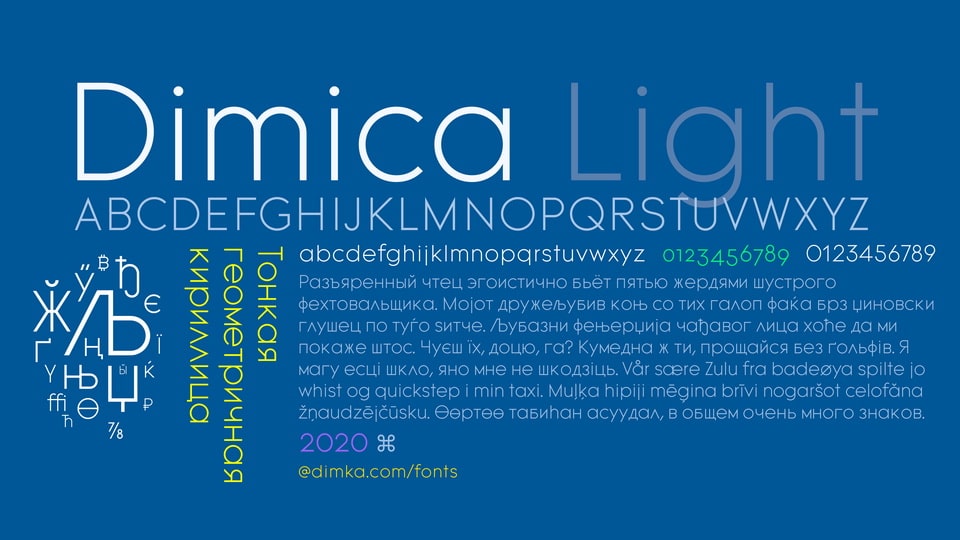 Dimica Light
ABCDEFGHIJKLMNOPQRSTUVWXYZ
abcdefghijklmnopqrstuvwxyz 0123456789 0123456789
Разъяренный чтец эгоистично бьёт пятью жердями шустрого
фехтовальщика. Мојот дружељубив коњ со тих галоп фаќа брз џиновски
глушец по туѓо ѕитче. Љубазни фењерџија чађавог лица хоће да ми
покаже штос. Чуєш їх, доцю, га? Кумедна ж ти, прощайся без ґольфів. Я
магу есці шкло, яно мне не шкодзіць. Vår sære Zulu fra badeøya spilte jo
whist og quickstep i min taxi. Muļķa hipiji mēģina brīvi nogaršot celofāna
žņaudzējčūsku. Өөртөө табиһан асуудал, в общем очень много знаков.
2020 ⌘
@dimka.com/fonts
Тонкая
геометричная
кириллица
ӂ
ӳ
₿
ђ
Љ
є
ґ
ң
ї
Ү
Њ
Џ
ы
ќ
ffi
Ө
₽
ћ
⅞